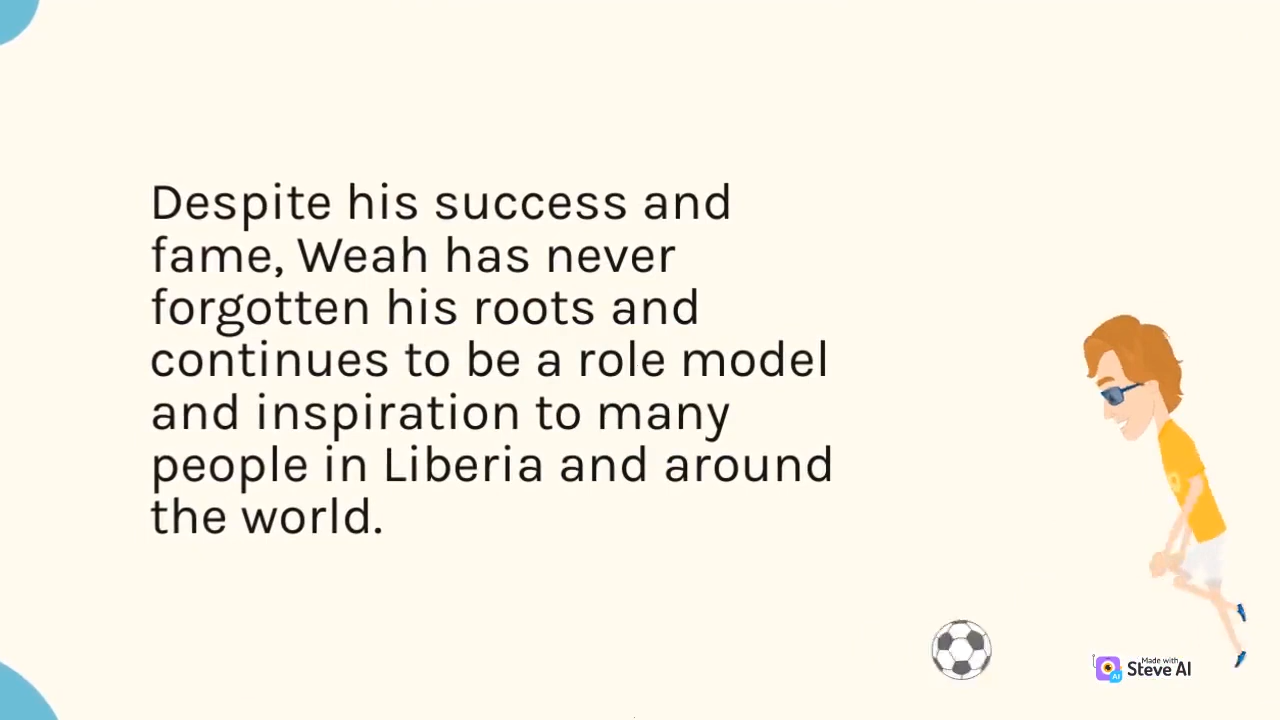 Despite his success and
fame, Weah has never
forgotten his roots and
continues to be a role model
and inspiration to many
people in Liberia and around
the world.
Made with
Steve AI
AI